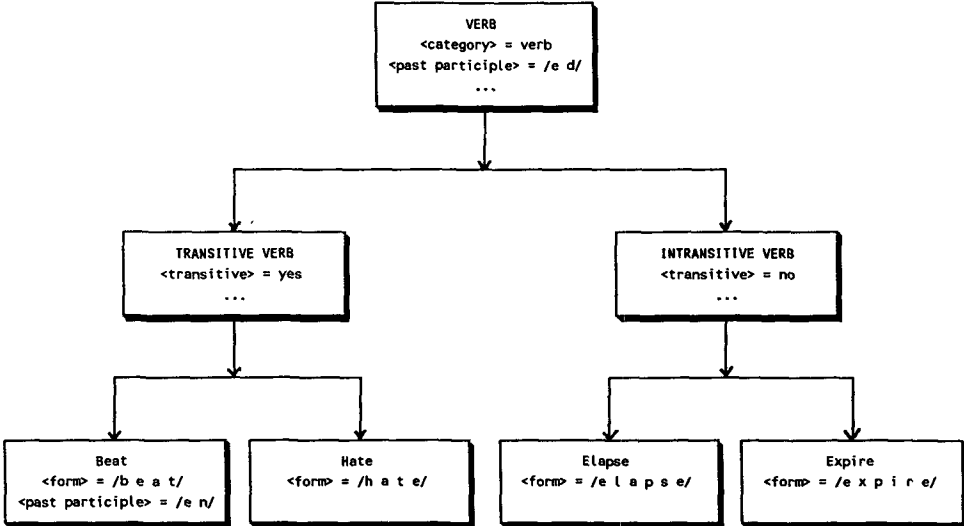 VERB
<category> = verb
<past participle> = /e d/
...
TRANSITIVE VERB
<transitive> = yes
...
INTRANSITIVE VERB
<transitive> = no
...
Beat
<form> = /b e a t/
<past participle> = /e n/
Hate
<form> = /h a t e/
Elapse
<form> = /e l a p s e/
Expire
<form> = /e x p i r e/